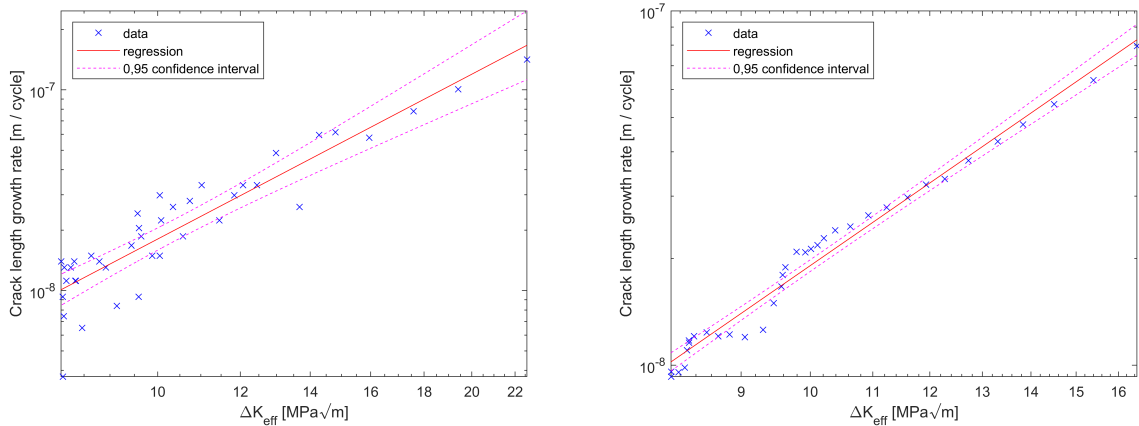 data
regression
0,95 confidence interval
10^-7
10^-8
Crack length growth rate [m / cycle]
10 12 14 16 18 20 22
ΔK_eff [MPa√m]
10^-7
data
regression
0,95 confidence interval
10^-8
Crack length growth rate [m / cycle]
9 10 11 12 13 14 15 16
ΔK_eff [MPa√m]